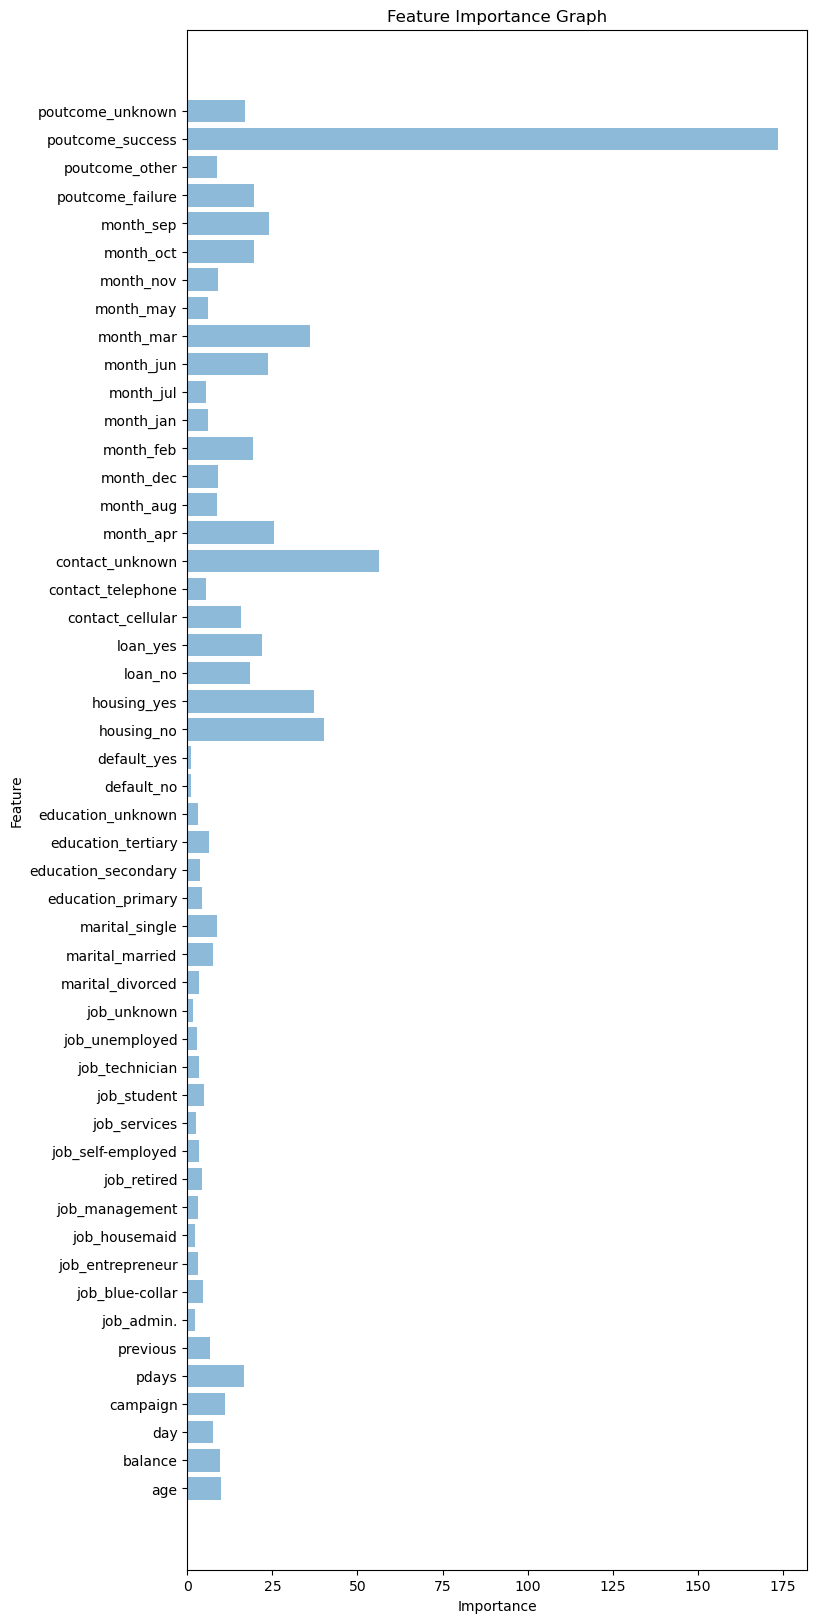 Feature Importance Graph
poutcome_unknown
poutcome_success
poutcome_other
poutcome_failure
month_sep
month_oct
month_nov
month_may
month_mar
month_jun
month_jul
month_jan
month_feb
month_dec
month_aug
month_apr
contact_unknown
contact_telephone
contact_cellular
loan_yes
loan_no
housing_yes
housing_no
default_yes
default_no
education_unknown
education_tertiary
education_secondary
education_primary
marital_single
marital_married
marital_divorced
job_unknown
job_unemployed
job_technician
job_student
job_services
job_self-employed
job_retired
job_management
job_housemaid
job_entrepreneur
job_blue-collar
job_admin.
previous
pdays
campaign
day
balance
age
Feature
0 25 50 75 100 125 150 175
Importance